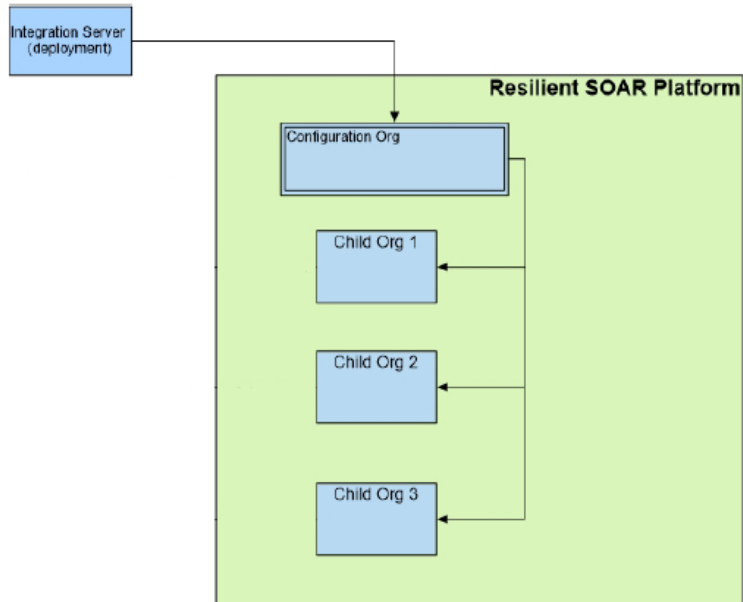 Integration Server
(deployment)
Resilient SOAR Platform
Configuration Org
Child Org 1
Child Org 2
Child Org 3